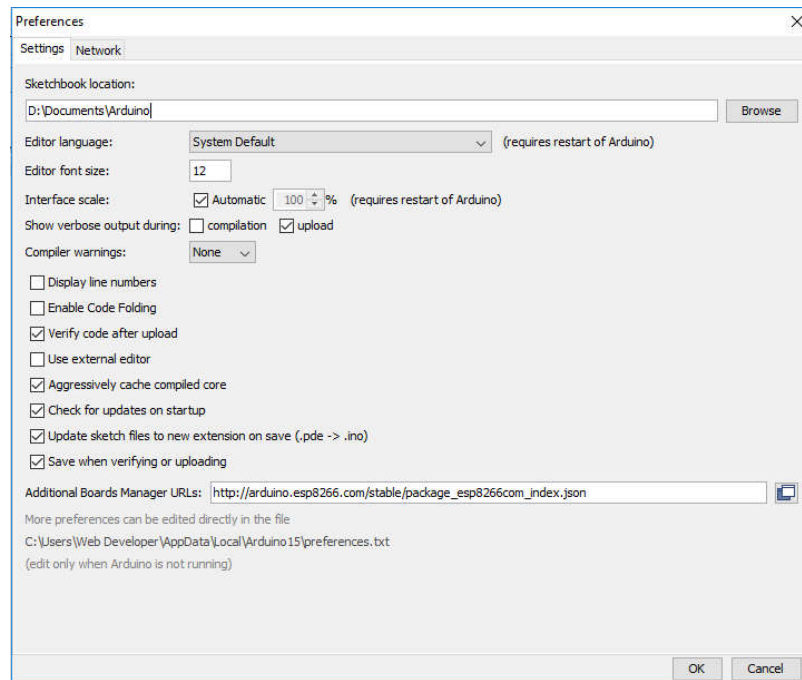 Preferences
Settings Network
Sketchbook location:
D:\Documents\Arduino Browse
Editor language: System Default (requires restart of Arduino)
Editor font size: 12
Interface scale: Automatic 100 % (requires restart of Arduino)
Show verbose output during: compilation upload
Compiler warnings: None
Display line numbers
Enable Code Folding
Verify code after upload
Use external editor
Aggressively cache compiled core
Check for updates on startup
Update sketch files to new extension on save (.pde -> .ino)
Save when verifying or uploading
Additional Boards Manager URLs: http://arduino.esp8266.com/stable/package_esp8266com_index.json
More preferences can be edited directly in the file
C:\Users\Web Developer\AppData\Local\Arduino15\preferences.txt
(edit only when Arduino is not running)
OK Cancel